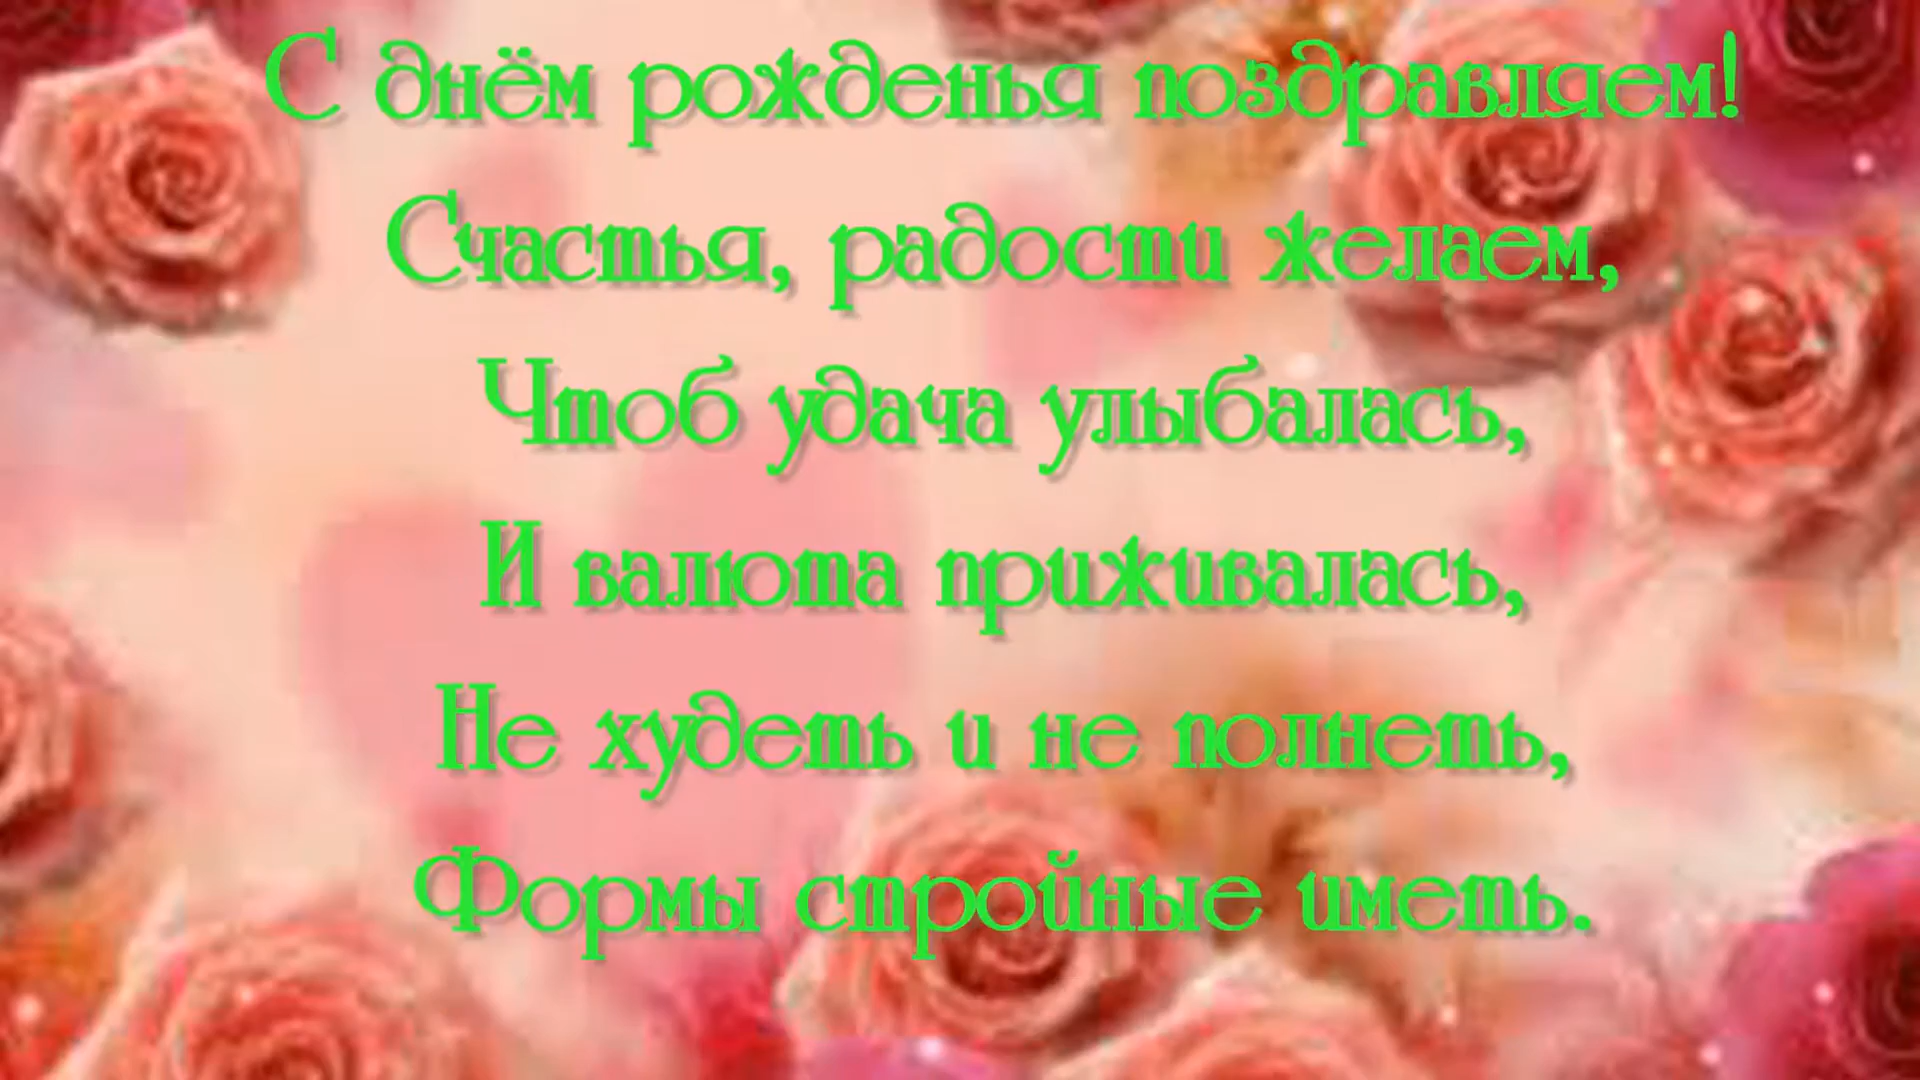 С днём рожденья поздравляем!
Счастья, радости желаем,
Чтоб удача улыбалась,
И валюта приживалась,
Не худеть и не полнеть,
Формы стройные иметь.